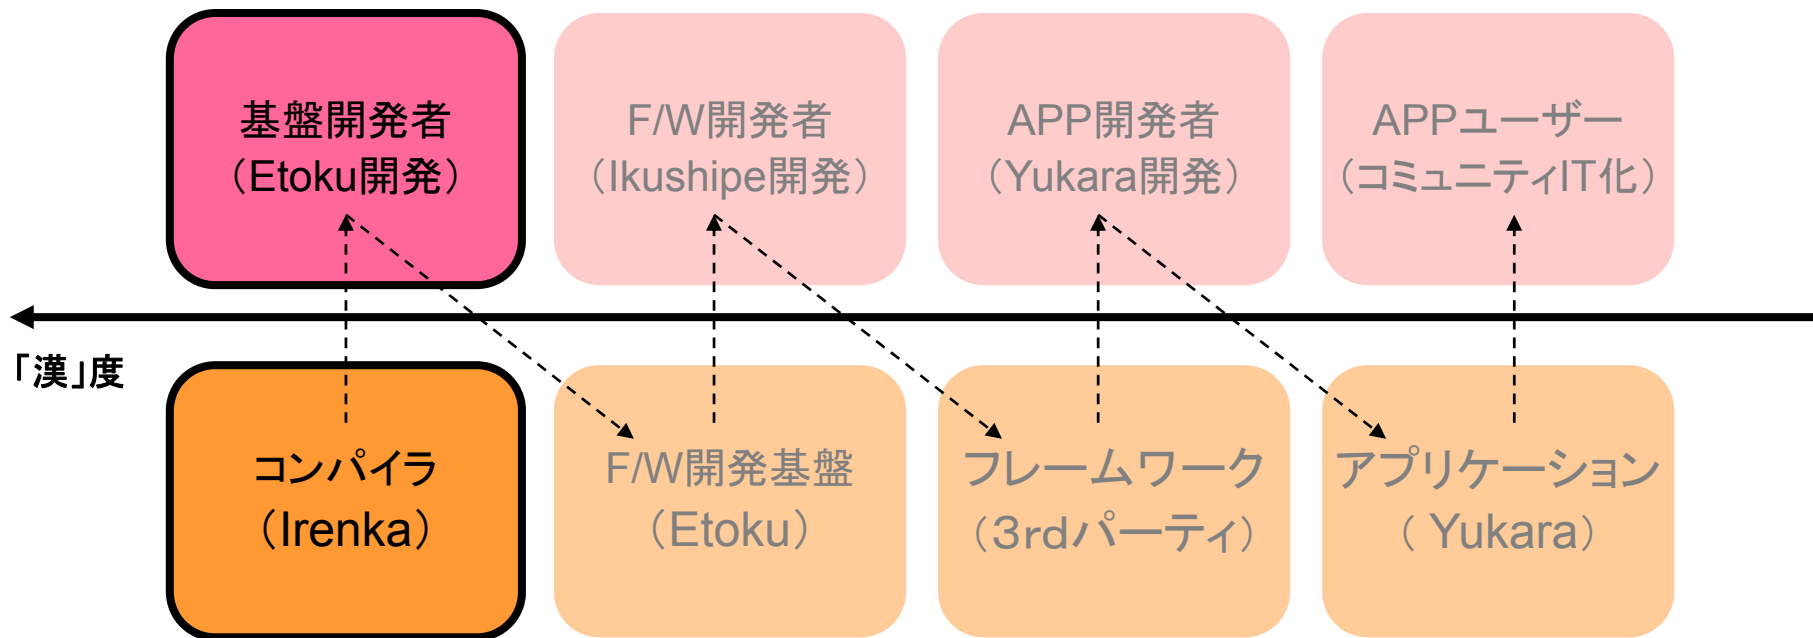 基盤開発者
（Etoku開発）
F/W開発者
（Ikushipe開発）
APP開発者
（Yukara開発）
APPユーザー
（コミュニティIT化）
「漢」度
コンパイラ
（Irenka）
F/W開発基盤
（Etoku）
フレームワーク
（３ｒｄパーティ）
アプリケーション
（ Yukara）